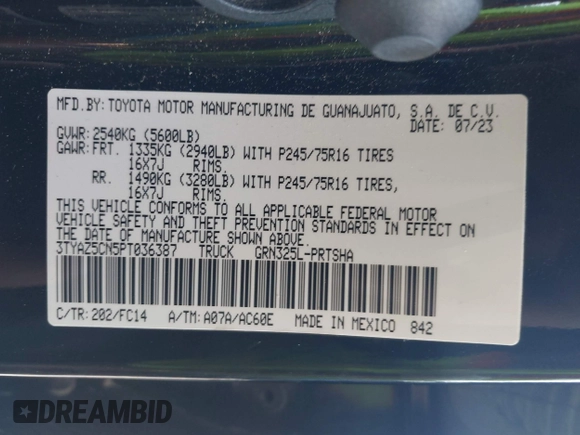 MFD. BY: TOYOTA MOTOR MANUFACTURING DE GUANAJUATO, S.A. DE C.V.
DATE: 07/23
GVWR: 2540KG (5600LB)
GAWR: FRT. 1335KG (2940LB) WITH P245/75R16 TIRES
16X7J RIMS.
RR. 1490KG (3280LB) WITH P245/75R16 TIRES,
16X7J RIMS.
THIS VEHICLE CONFORMS TO ALL APPLICABLE FEDERAL MOTOR
VEHICLE SAFETY AND THEFT PREVENTION STANDARDS IN EFFECT ON
THE DATE OF MANUFACTURE SHOWN ABOVE.
3TYAZ5CN5PT036387 TRUCK GRN325L-PRTSHA
C/TR: 202/FC14 A/TM: A07A/AC60E MADE IN MEXICO 842
DREAMBID